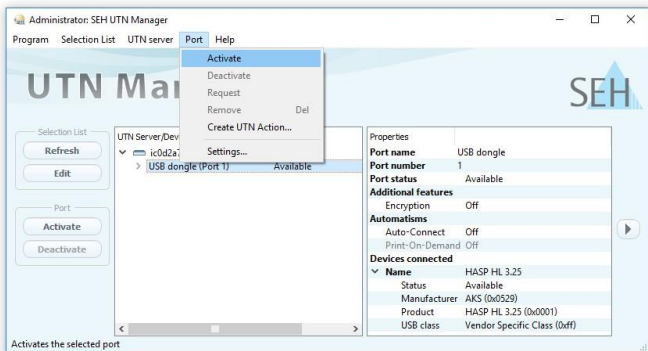 Administrator: SEH UTN Manager
Program Selection List UTN server Port Help
Activate
Deactivate
Request
Remove Del
Create UTN Action...
Settings...
UTN Ma
SEH
Selection List
Refresh
Edit
Port
Activate
Deactivate
UTN Server/Dev
ic0d2a7
USB dongle (Port 1) Available
Properties
Port name USB dongle
Port number 1
Port status Available
Additional features
Encryption Off
Automatisms
Auto-Connect Off
Print-On-Demand Off
Devices connected
Name HASP HL 3.25
Status Available
Manufacturer AKS (0x0529)
Product HASP HL 3.25 (0x0001)
USB class Vendor Specific Class (0xff)
Activates the selected port